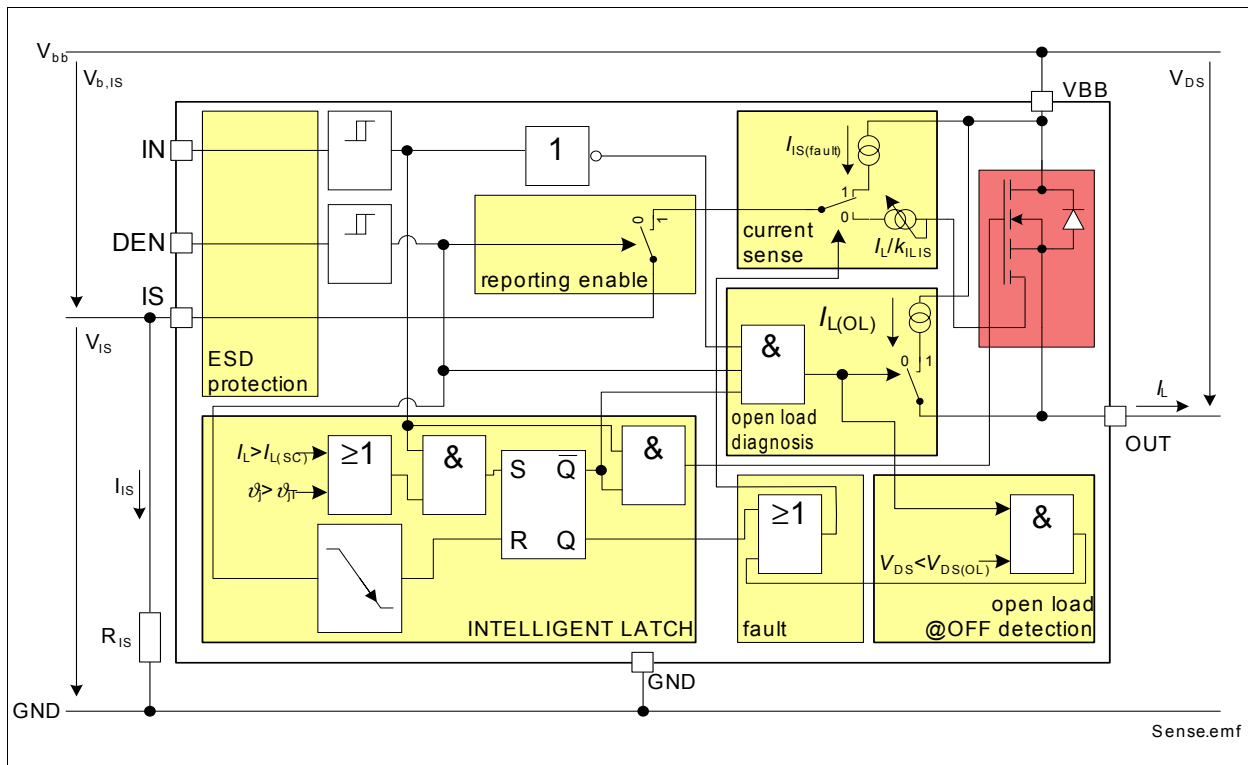 Vbb
Vb,IS
VBB
VDS
IN
1
IIS(fault)
1
0
DEN
0
1
reporting enable
current
sense
IL/kILIS
IS
VIS
ESD
protection
&
IL(OL)
0
1
open load
diagnosis
IL
OUT
IL>IL(SC)
≥1
&
S
Q̅
&
ϑj>ϑjT
IIS
R
Q
≥1
&
VDS<VDS(OL)
RIS
INTELLIGENT LATCH
fault
open load
@OFF detection
GND
GND
Sense.emf